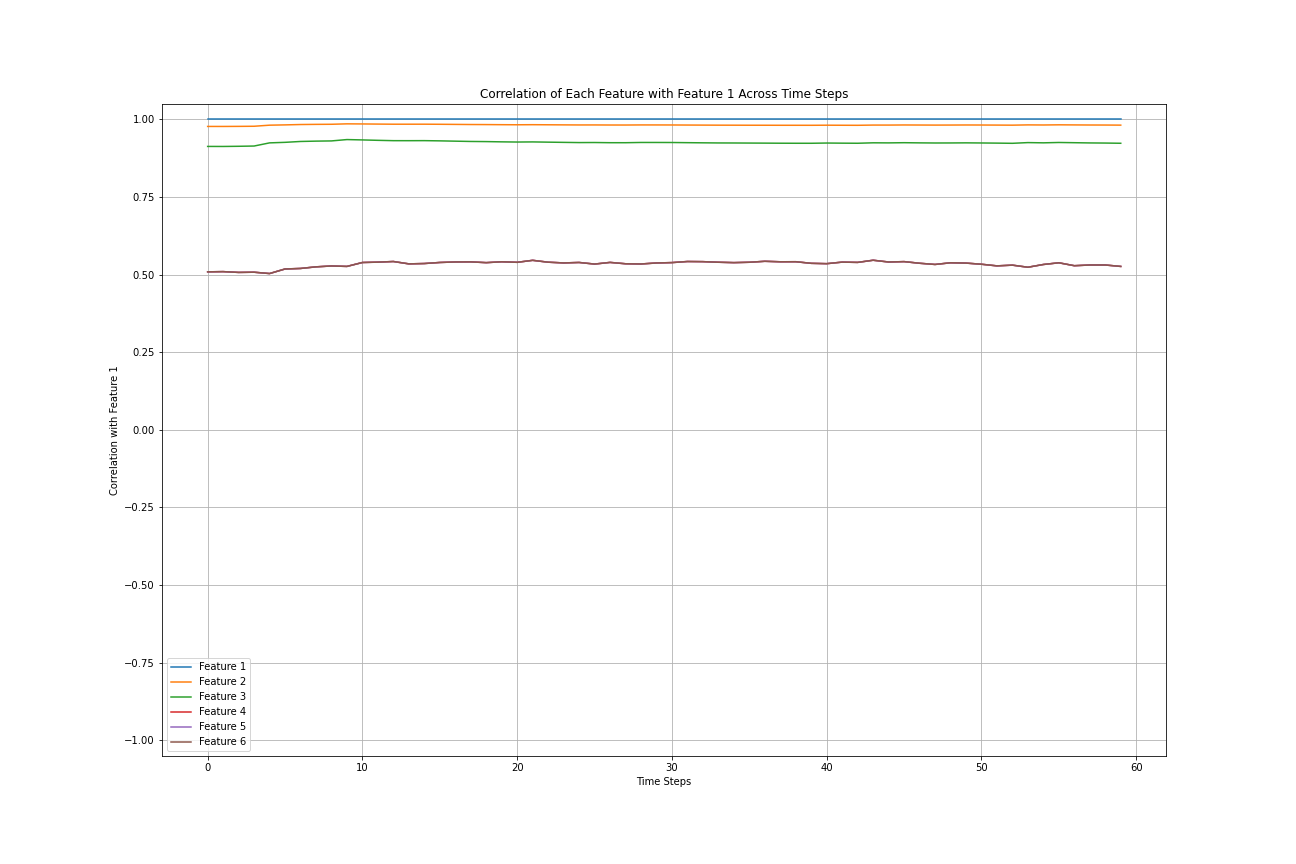 Correlation of Each Feature with Feature 1 Across Time Steps
1.00
0.75
0.50
0.25
0.00
−0.25
−0.50
−0.75
−1.00
Correlation with Feature 1
Feature 1
Feature 2
Feature 3
Feature 4
Feature 5
Feature 6
0 10 20 30 40 50 60
Time Steps